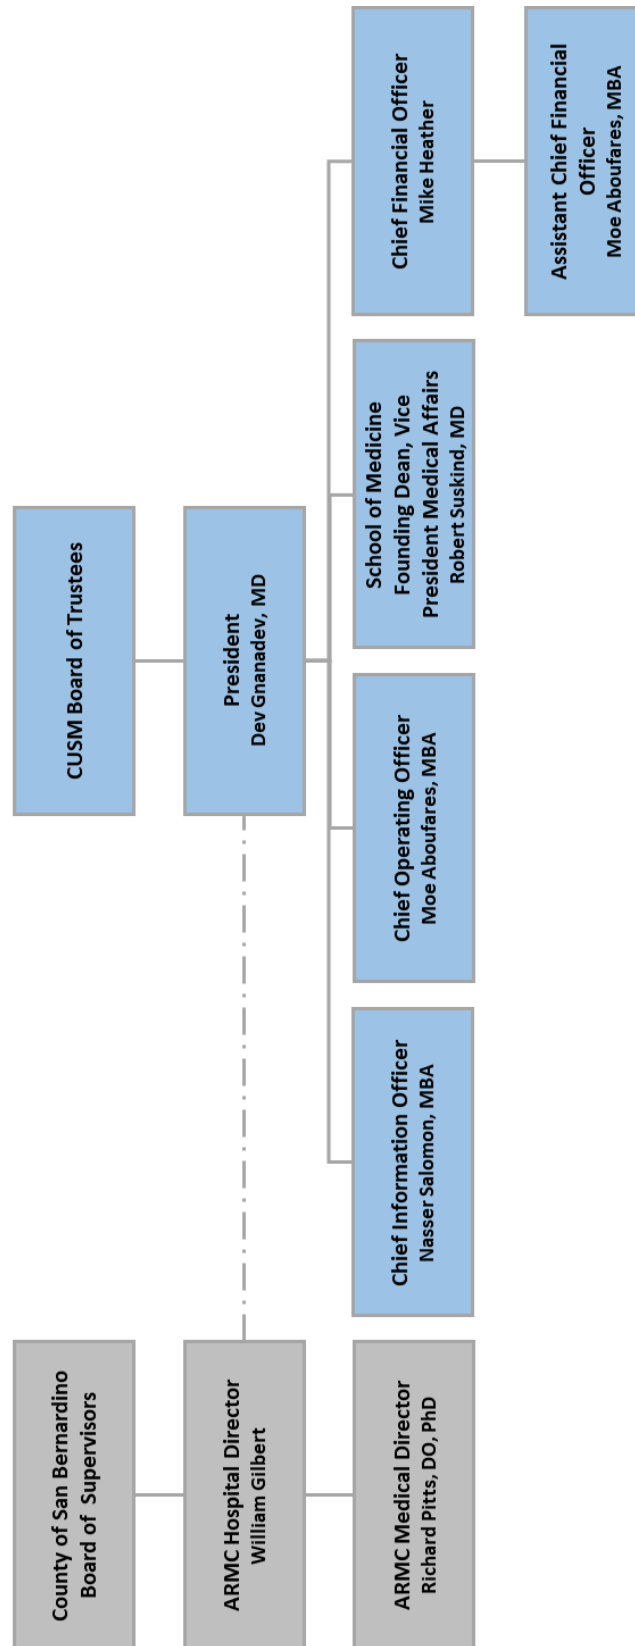 County of San Bernardino
Board of Supervisors
CUSM Board of Trustees
ARMC Hospital Director
William Gilbert
President
Dev Gnanadev, MD
ARMC Medical Director
Richard Pitts, DO, PhD
Chief Information Officer
Nasser Salomon, MBA
Chief Operating Officer
Moe Aboufares, MBA
School of Medicine
Founding Dean, Vice
President Medical Affairs
Robert Suskind, MD
Chief Financial Officer
Mike Heather
Assistant Chief Financial
Officer
Moe Aboufares, MBA